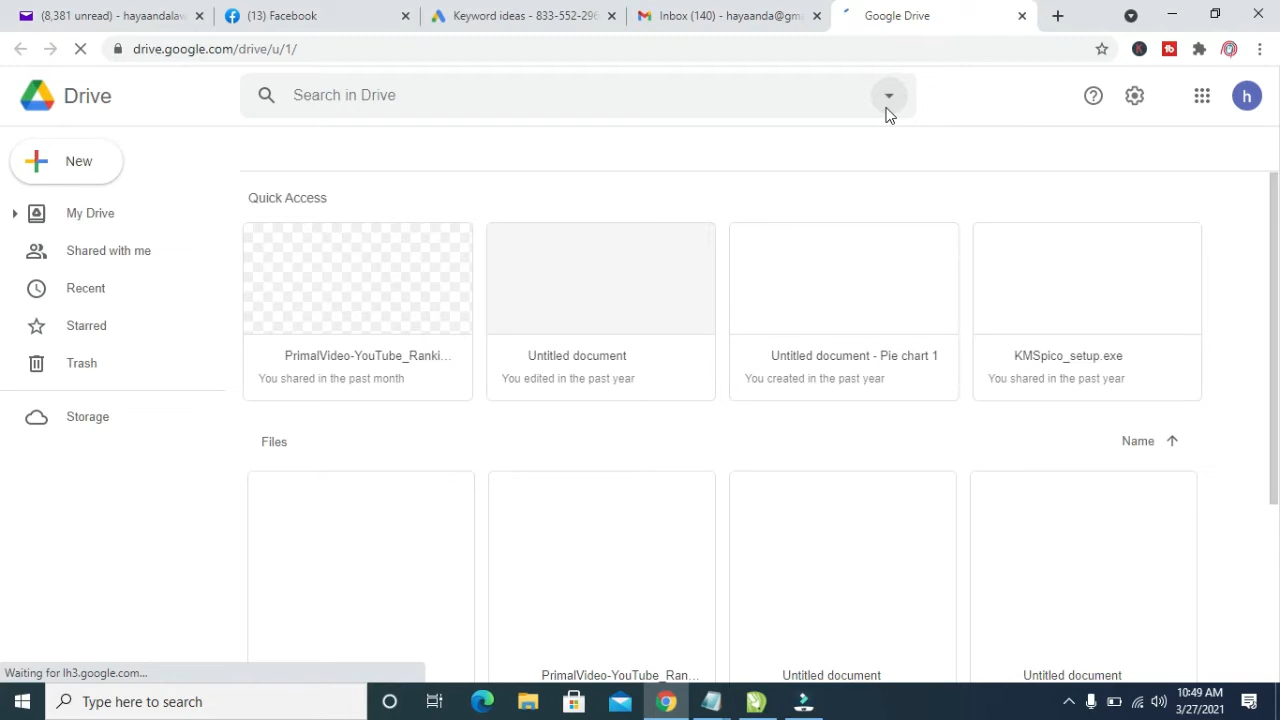 (8,381 unread) - hayaandalaw
(13) Facebook
Keyword ideas - 833-552-296
Inbox (140) - hayaanda@gma
Google Drive
drive.google.com/drive/u/1/
Drive
Search in Drive
h
New
My Drive
Shared with me
Recent
Starred
Trash
Storage
Quick Access
PrimalVideo-YouTube_Ranki...
You shared in the past month
Untitled document
You edited in the past year
Untitled document - Pie chart 1
You created in the past year
KMSpico_setup.exe
You shared in the past year
Files
Name
PrimalVideo-YouTube_Ran...
Untitled document
Untitled document
Waiting for lh3.google.com...
Type here to search
10:49 AM
3/27/2021